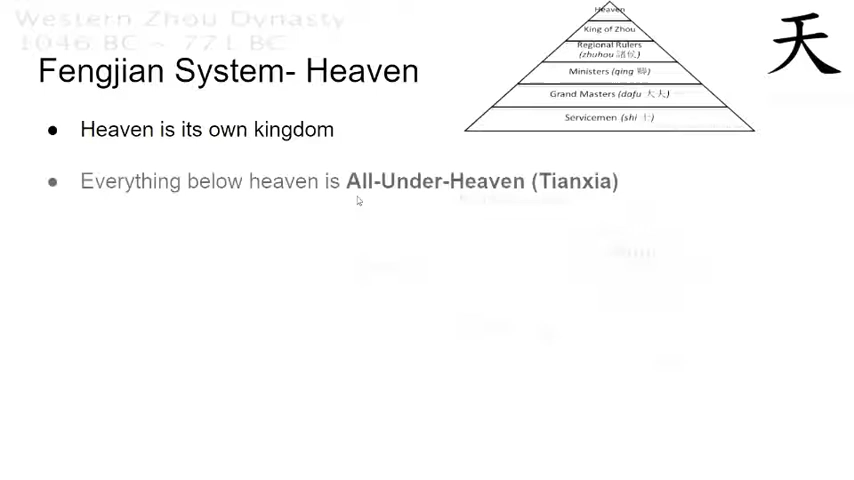 Western Zhou Dynasty
1046 BC – 771 BC
Fengjian System- Heaven
Heaven
King of Zhou
Regional Rulers
(zhuhou 諸侯)
Ministers (qing 卿)
Grand Masters (dafu 大夫)
Servicemen (shi 士)
天
● Heaven is its own kingdom
● Everything below heaven is All-Under-Heaven (Tianxia)